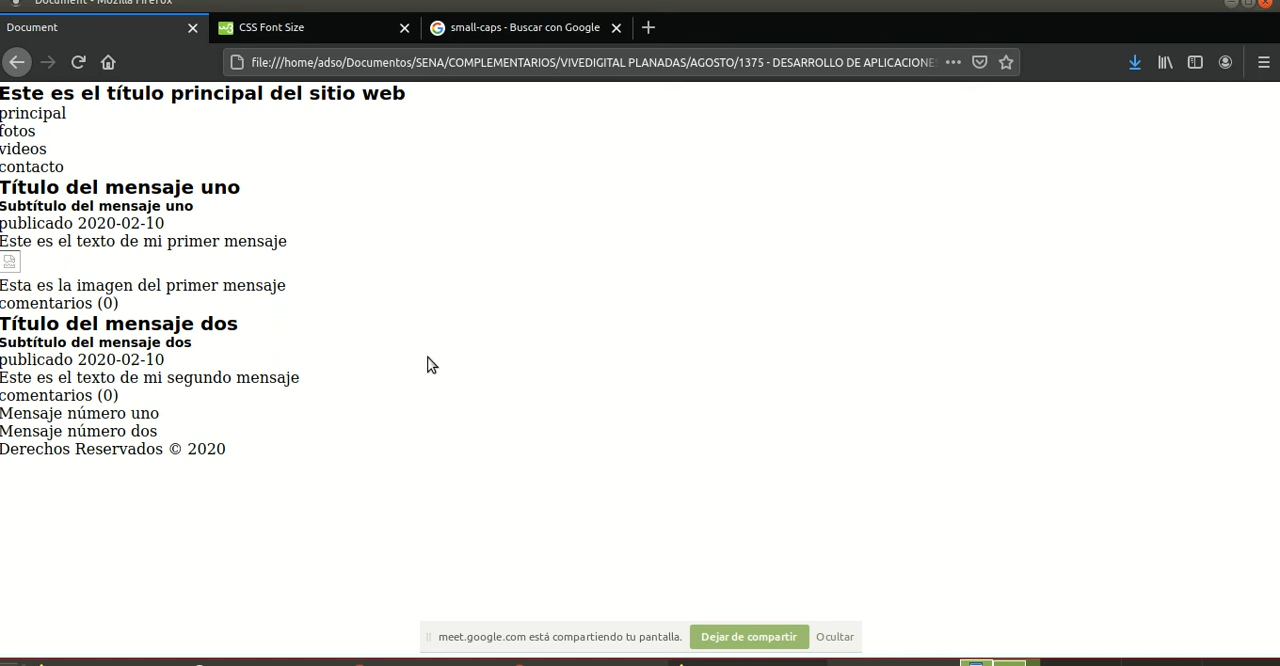 Document - Mozilla Firefox
Document
CSS Font Size
small-caps - Buscar con Google
file:///home/adso/Documentos/SENA/COMPLEMENTARIOS/VIVEDIGITAL PLANADAS/AGOSTO/1375 - DESARROLLO DE APLICACIONE
Este es el título principal del sitio web
principal
fotos
videos
contacto
Título del mensaje uno
Subtítulo del mensaje uno
publicado 2020-02-10
Este es el texto de mi primer mensaje
Esta es la imagen del primer mensaje
comentarios (0)
Título del mensaje dos
Subtítulo del mensaje dos
publicado 2020-02-10
Este es el texto de mi segundo mensaje
comentarios (0)
Mensaje número uno
Mensaje número dos
Derechos Reservados © 2020
meet.google.com está compartiendo tu pantalla. Dejar de compartir Ocultar